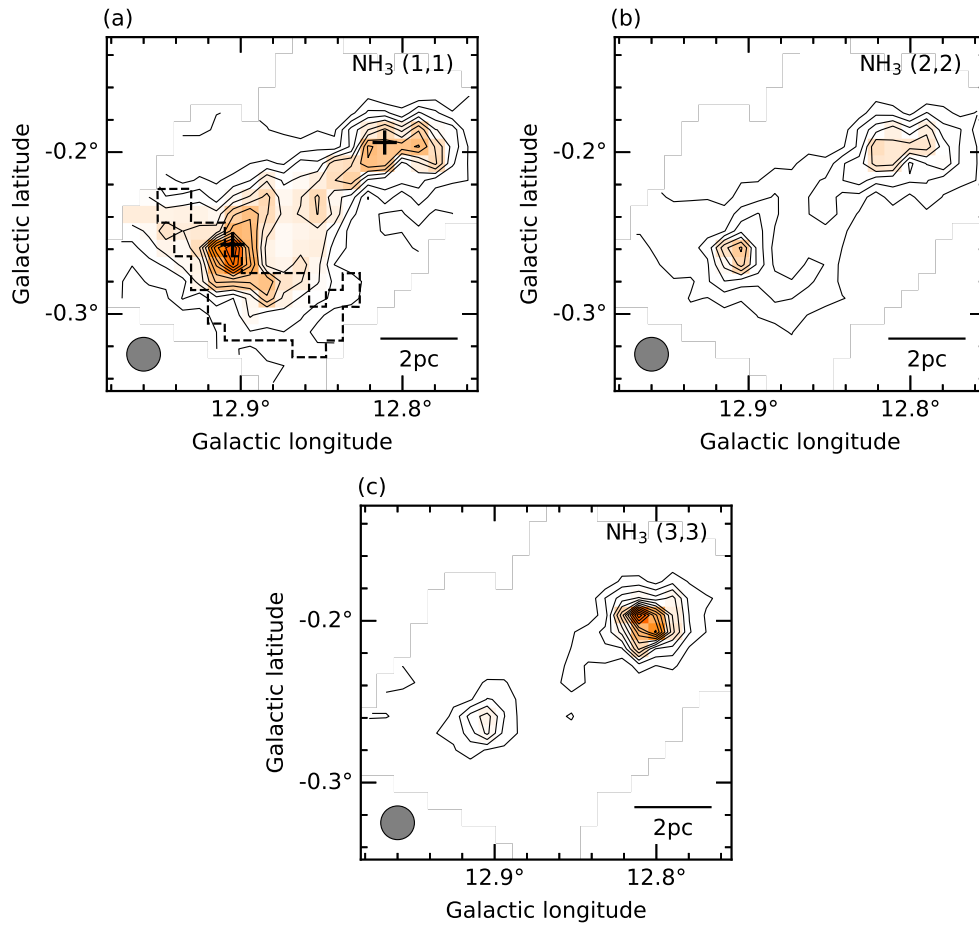 (a)
NH₃ (1,1)
Galactic latitude
-0.2°
-0.3°
2pc
12.9° 12.8°
Galactic longitude
(b)
NH₃ (2,2)
Galactic latitude
-0.2°
-0.3°
2pc
12.9° 12.8°
Galactic longitude
(c)
NH₃ (3,3)
Galactic latitude
-0.2°
-0.3°
2pc
12.9° 12.8°
Galactic longitude